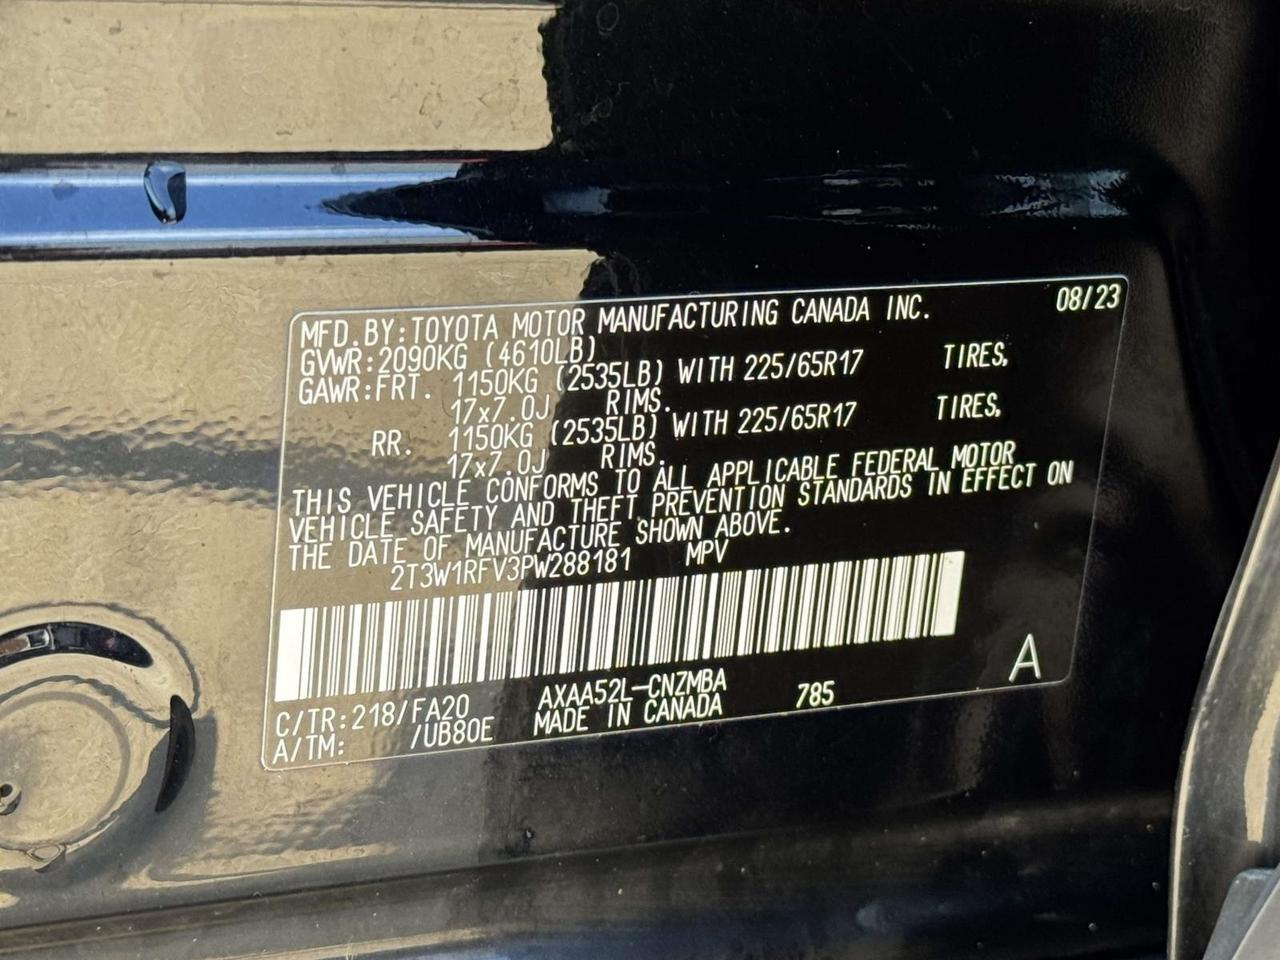 MFD.BY:TOYOTA MOTOR MANUFACTURING CANADA INC. 08/23
GVWR:2090KG (4610LB)
GAWR:FRT. 1150KG (2535LB) WITH 225/65R17 TIRES,
17x7.0J RIMS.
RR. 1150KG (2535LB) WITH 225/65R17 TIRES,
17x7.0J RIMS.
THIS VEHICLE CONFORMS TO ALL APPLICABLE FEDERAL MOTOR
VEHICLE SAFETY AND THEFT PREVENTION STANDARDS IN EFFECT ON
THE DATE OF MANUFACTURE SHOWN ABOVE.
2T3W1RFV3PW288181 MPV
A
C/TR:218/FA20 AXAA52L-CNZMBA 785
A/TM: /UB80E MADE IN CANADA